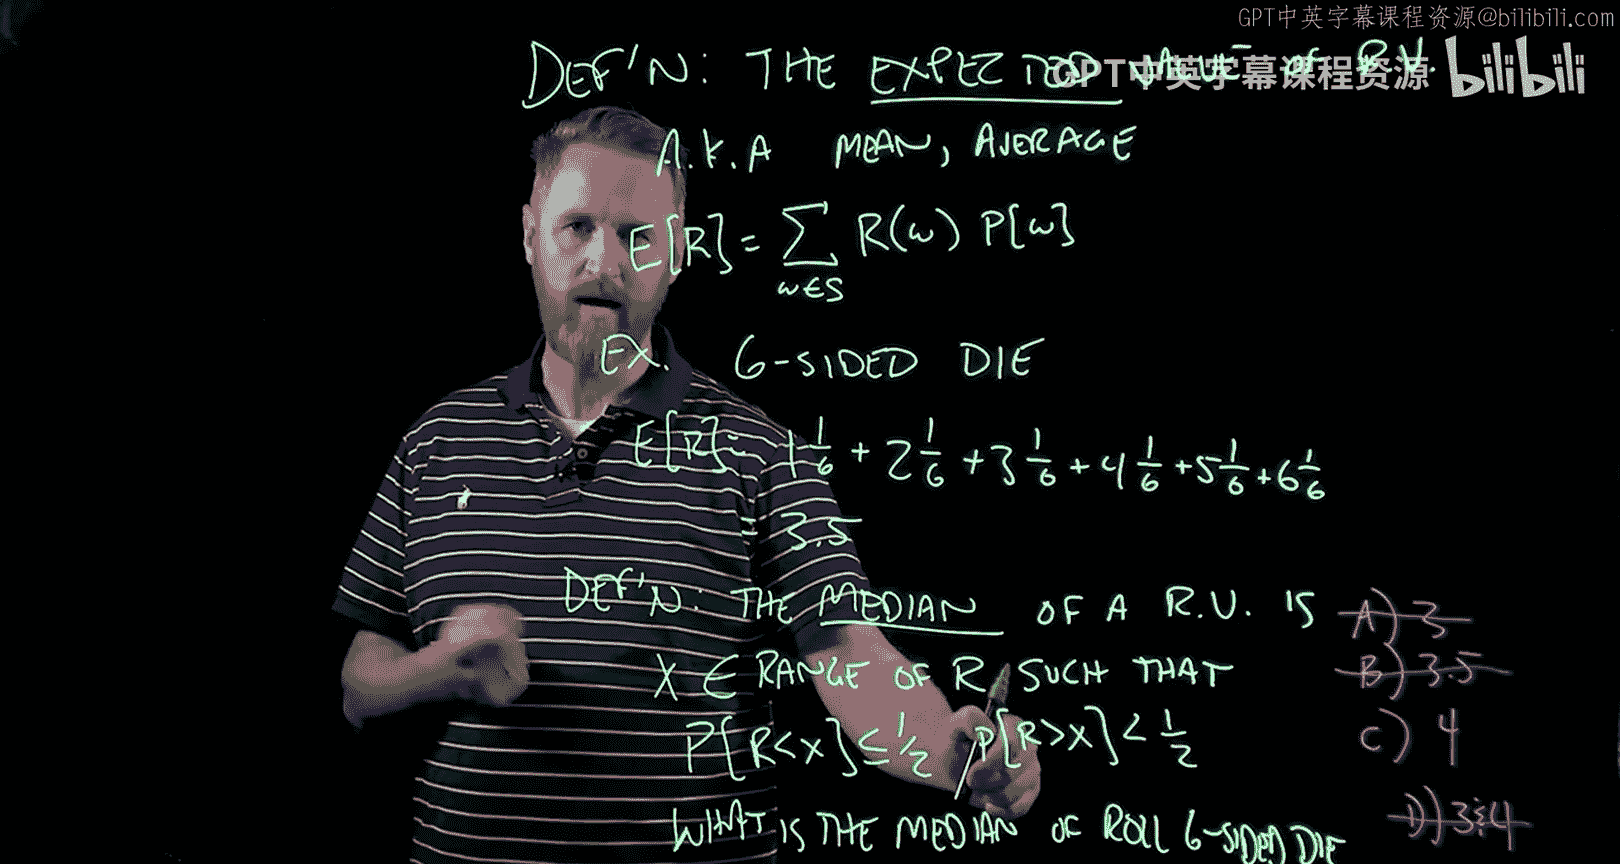 GPT中英字幕课程资源@bilibili.com
DEF'N: THE EXPECTED VALUE OF R.V.
GPT中英字幕课程资源 bilibili
A.K.A MEAN, AVERAGE
E[R] = ∑ R(ω) P[ω]
ω∈S
EX. 6-SIDED DIE
E[R]= 1 1/6 + 2 1/6 + 3 1/6 + 4 1/6 + 5 1/6 + 6 1/6
= 3.5
DEF'N: THE MEDIAN OF A R.V. IS
X ∈ RANGE OF R SUCH THAT
P[R<X] ≤ 1/2 / P[R>X] < 1/2
WHAT IS THE MEDIAN OF ROLL 6-SIDED DIE
A) 3
B) 3.5
C) 4
D) 3&4